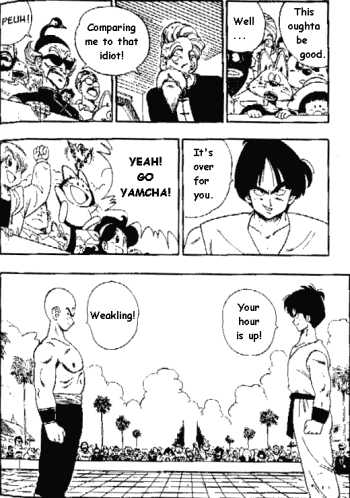 This
oughta
be
good.
Well
...
Comparing
me to that
idiot!
PEUH!
It's
over
for
you.
YEAH!
GO
YAMCHA!
Your
hour
is up!
Weakling!